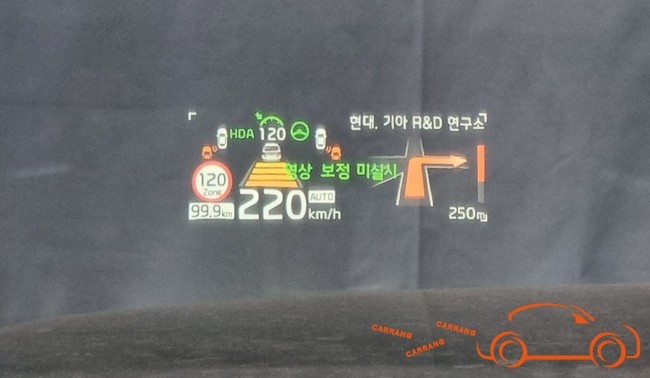 현대. 기아 R&D 연구소
HDA 120
영상 보정 미실시
120
Zone
99.9km
220 km/h
AUTO
250m
CARRANG
CARRANG
CARRANG